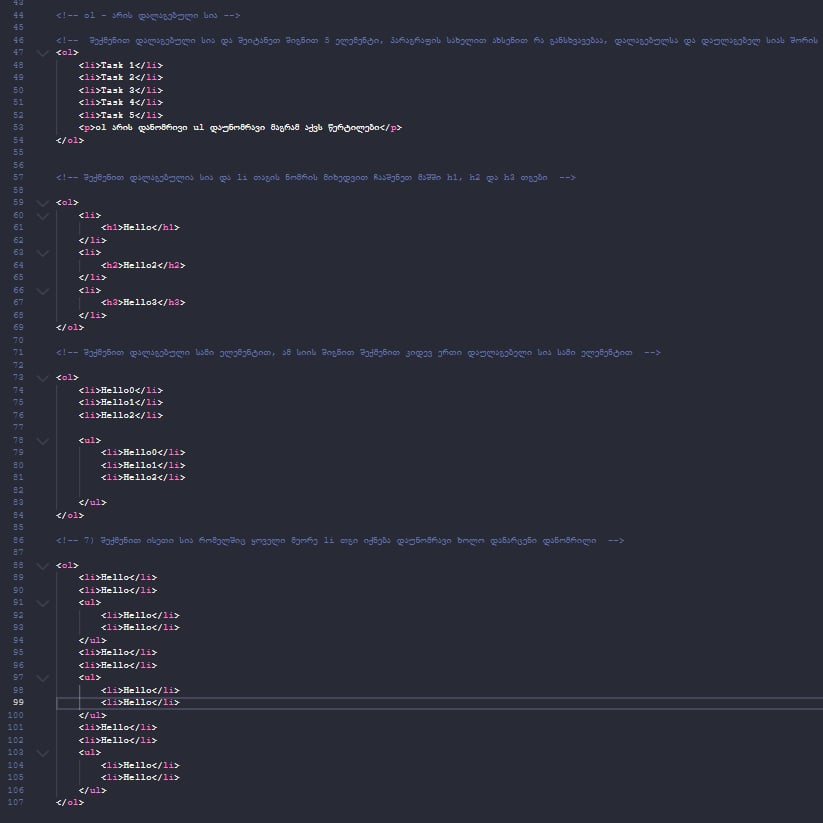 43
44 <!-- ol - არის დალაგებული სია -->
45
46 <!--  შექმენით დალაგებული სია და შეიტანეთ შიგნით 5 ელემენტი, პარაგრაფის სახელით ახსენით რა განსხვავებაა, დალაგებულსა და დაულაგებელ სიას შორის
47 <ol>
48 <li>Task 1</li>
49 <li>Task 2</li>
50 <li>Task 3</li>
51 <li>Task 4</li>
52 <li>Task 5</li>
53 <p>ol არის დანომრივი ul დაუნომრავი მაგრამ აქვს წერტილები</p>
54 </ol>
55
56
57 <!-- შექმენით დალაგებულია სია და li თაგის ნომრის მიხედვით ჩააშენეთ მაშში h1, h2 და h3 თგები  -->
58
59 <ol>
60 <li>
61 <h1>Hello</h1>
62 </li>
63 <li>
64 <h2>Hello2</h2>
65 </li>
66 <li>
67 <h3>Hello3</h3>
68 </li>
69 </ol>
70
71 <!-- შექმენით დალაგებული სამი ელემენტით, ამ სიის შიგნით შექმენით კიდევ ერთი დაულაგებელი სია სამი ელემენტით  -->
72
73 <ol>
74 <li>Hello0</li>
75 <li>Hello1</li>
76 <li>Hello2</li>
77
78 <ul>
79 <li>Hello0</li>
80 <li>Hello1</li>
81 <li>Hello2</li>
82
83 </ul>
84 </ol>
85
86 <!-- 7) შექმენით ისეთი სია რომელშიც ყოველი მეორე li თგი იქნება დაუნომრავი ხოლო დანარცენი დანომრილი  -->
87
88 <ol>
89 <li>Hello</li>
90 <li>Hello</li>
91 <ul>
92 <li>Hello</li>
93 <li>Hello</li>
94 </ul>
95 <li>Hello</li>
96 <li>Hello</li>
97 <ul>
98 <li>Hello</li>
99 <li>Hello</li>
100 </ul>
101 <li>Hello</li>
102 <li>Hello</li>
103 <ul>
104 <li>Hello</li>
105 <li>Hello</li>
106 </ul>
107 </ol>